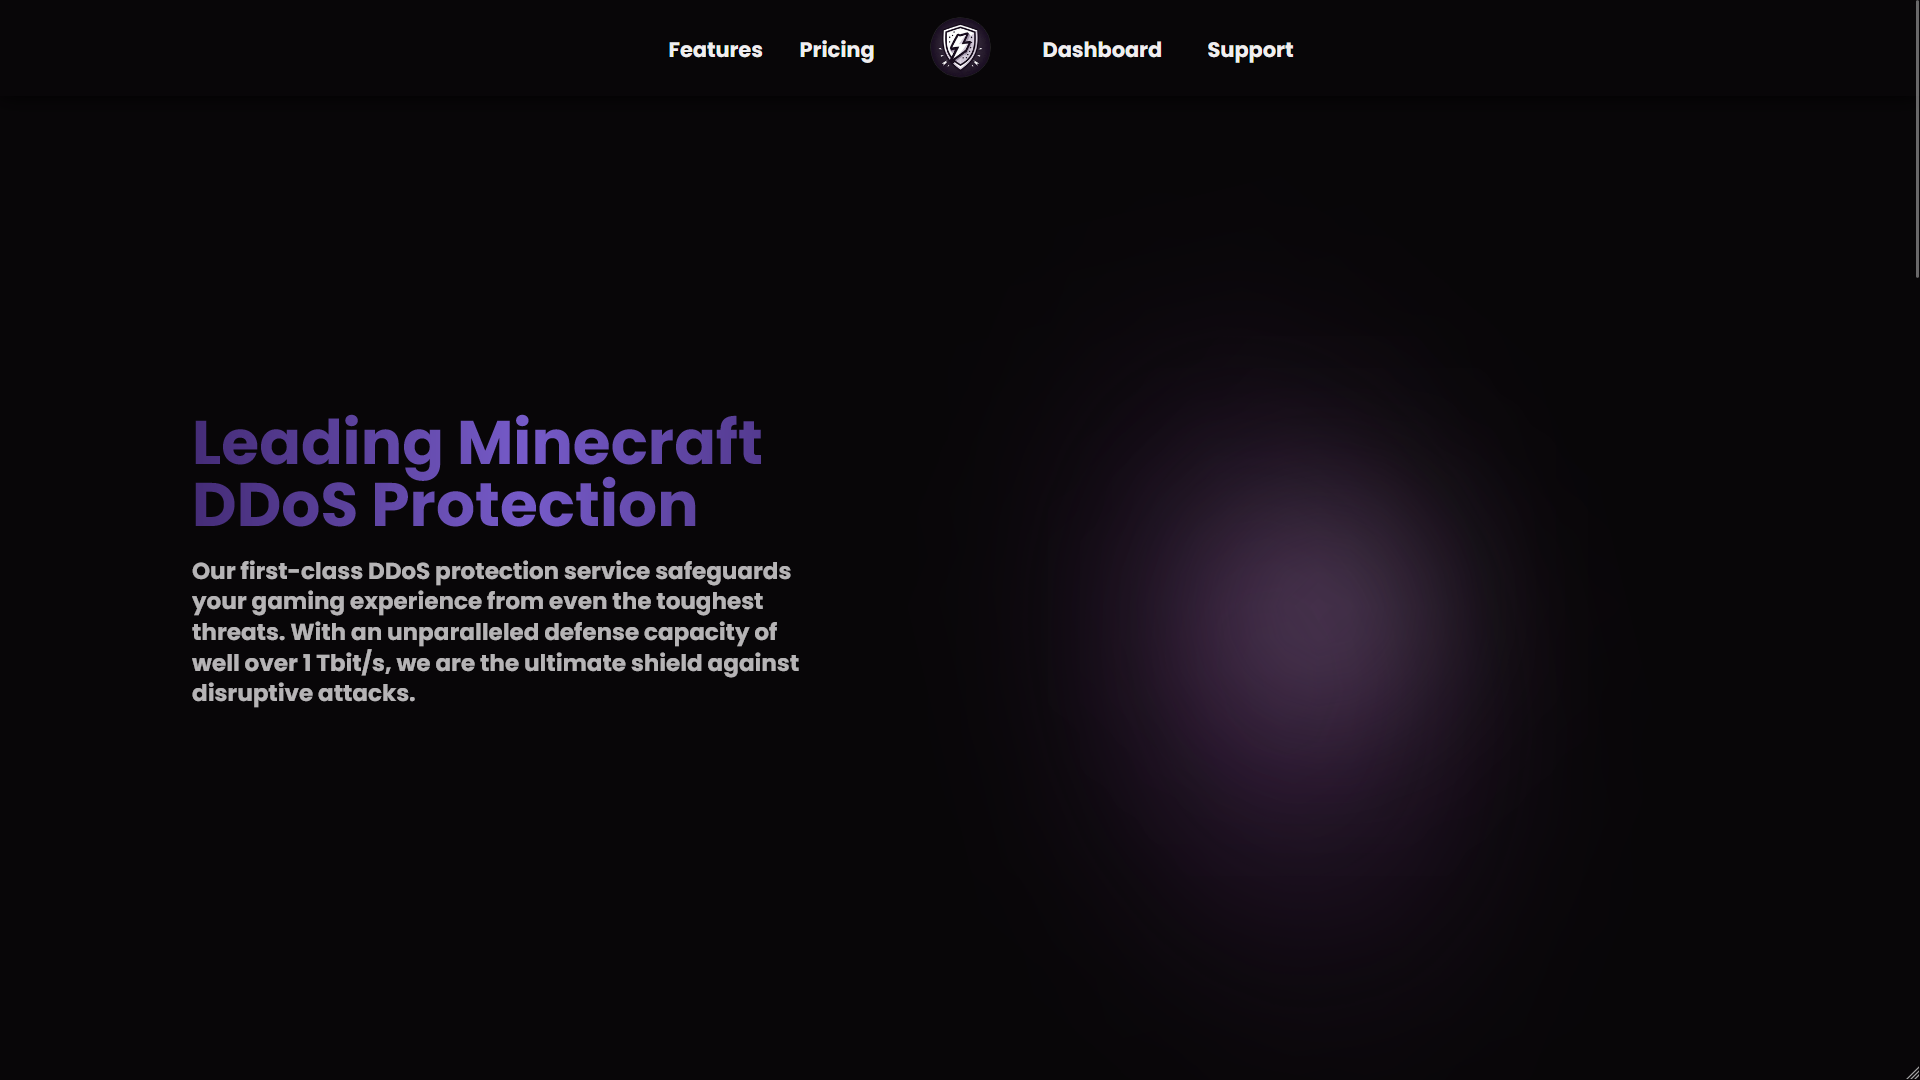 Features Pricing Dashboard Support
Leading Minecraft
DDoS Protection
Our first-class DDoS protection service safeguards
your gaming experience from even the toughest
threats. With an unparalleled defense capacity of
well over 1 Tbit/s, we are the ultimate shield against
disruptive attacks.